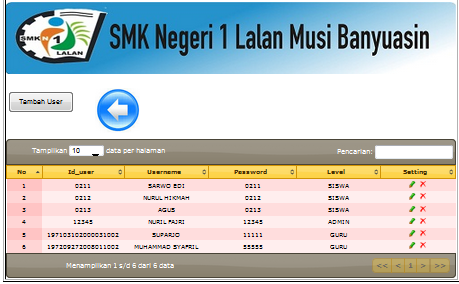 SMK N 1
LALAN
SMK Negeri 1 Lalan Musi Banyuasin
Tambah User
Tampilkan 10 data per halaman
Pencarian:
No Id_user Username Password Level Setting
1 0211 SARWO EDI 0211 SISWA
2 0212 NURUL HIKMAH 0212 SISWA
3 0213 AGUS 0213 SISWA
4 12345 NURIL FAJRI 12345 ADMIN
5 197103102000031002 SUPARJO 11111 GURU
6 197209272008011002 MUHAMMAD SYAFRIL 55555 GURU
Menampilkan 1 s/d 6 dari 6 data
<< < 1 > >>